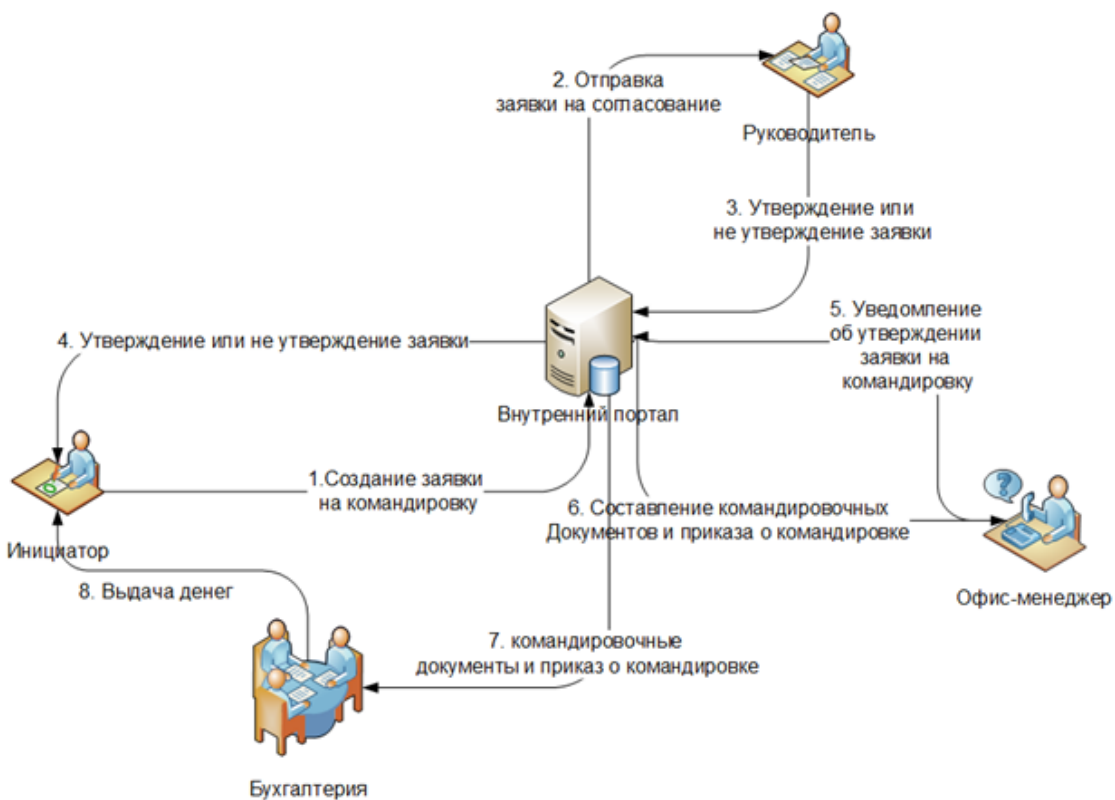 2. Отправка
заявки на согласование
Руководитель
3. Утверждение или
не утверждение заявки
5. Уведомление
об утверждении
заявки на
командировку
4. Утверждение или не утверждение заявки
Внутренний портал
1.Создание заявки
на командировку
6. Составление командировочных
Документов и приказа о командировке
Инициатор
8. Выдача денег
Офис-менеджер
7. командировочные
документы и приказ о командировке
Бухгалтерия